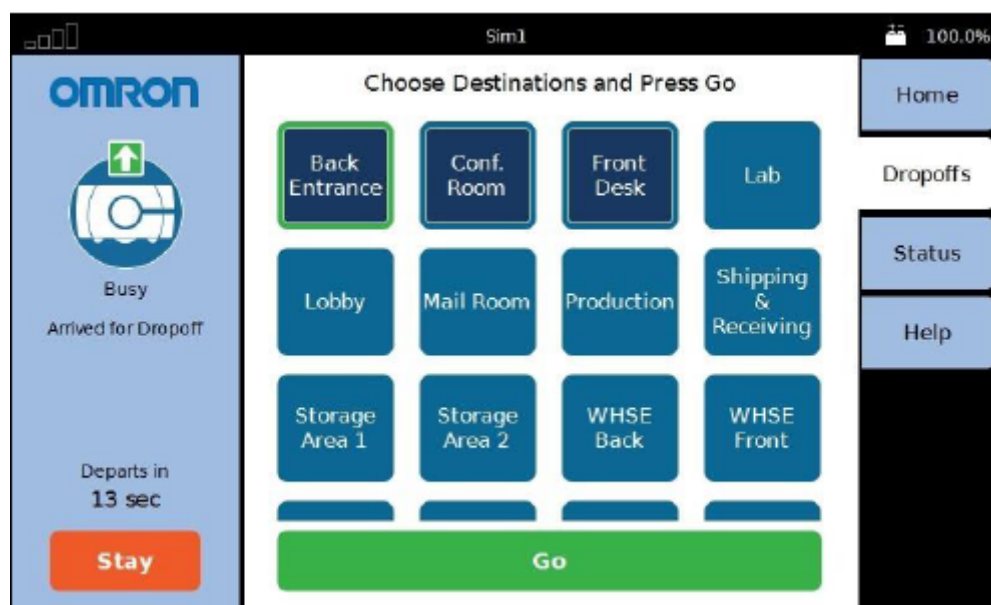 Sim1
100.0%
OMRON
Choose Destinations and Press Go
Home
Dropoffs
Status
Help
Busy
Arrived for Dropoff
Departs in
13 sec
Stay
Back
Entrance
Conf.
Room
Front
Desk
Lab
Lobby
Mail Room
Production
Shipping
&
Receiving
Storage
Area 1
Storage
Area 2
WHSE
Back
WHSE
Front
Go